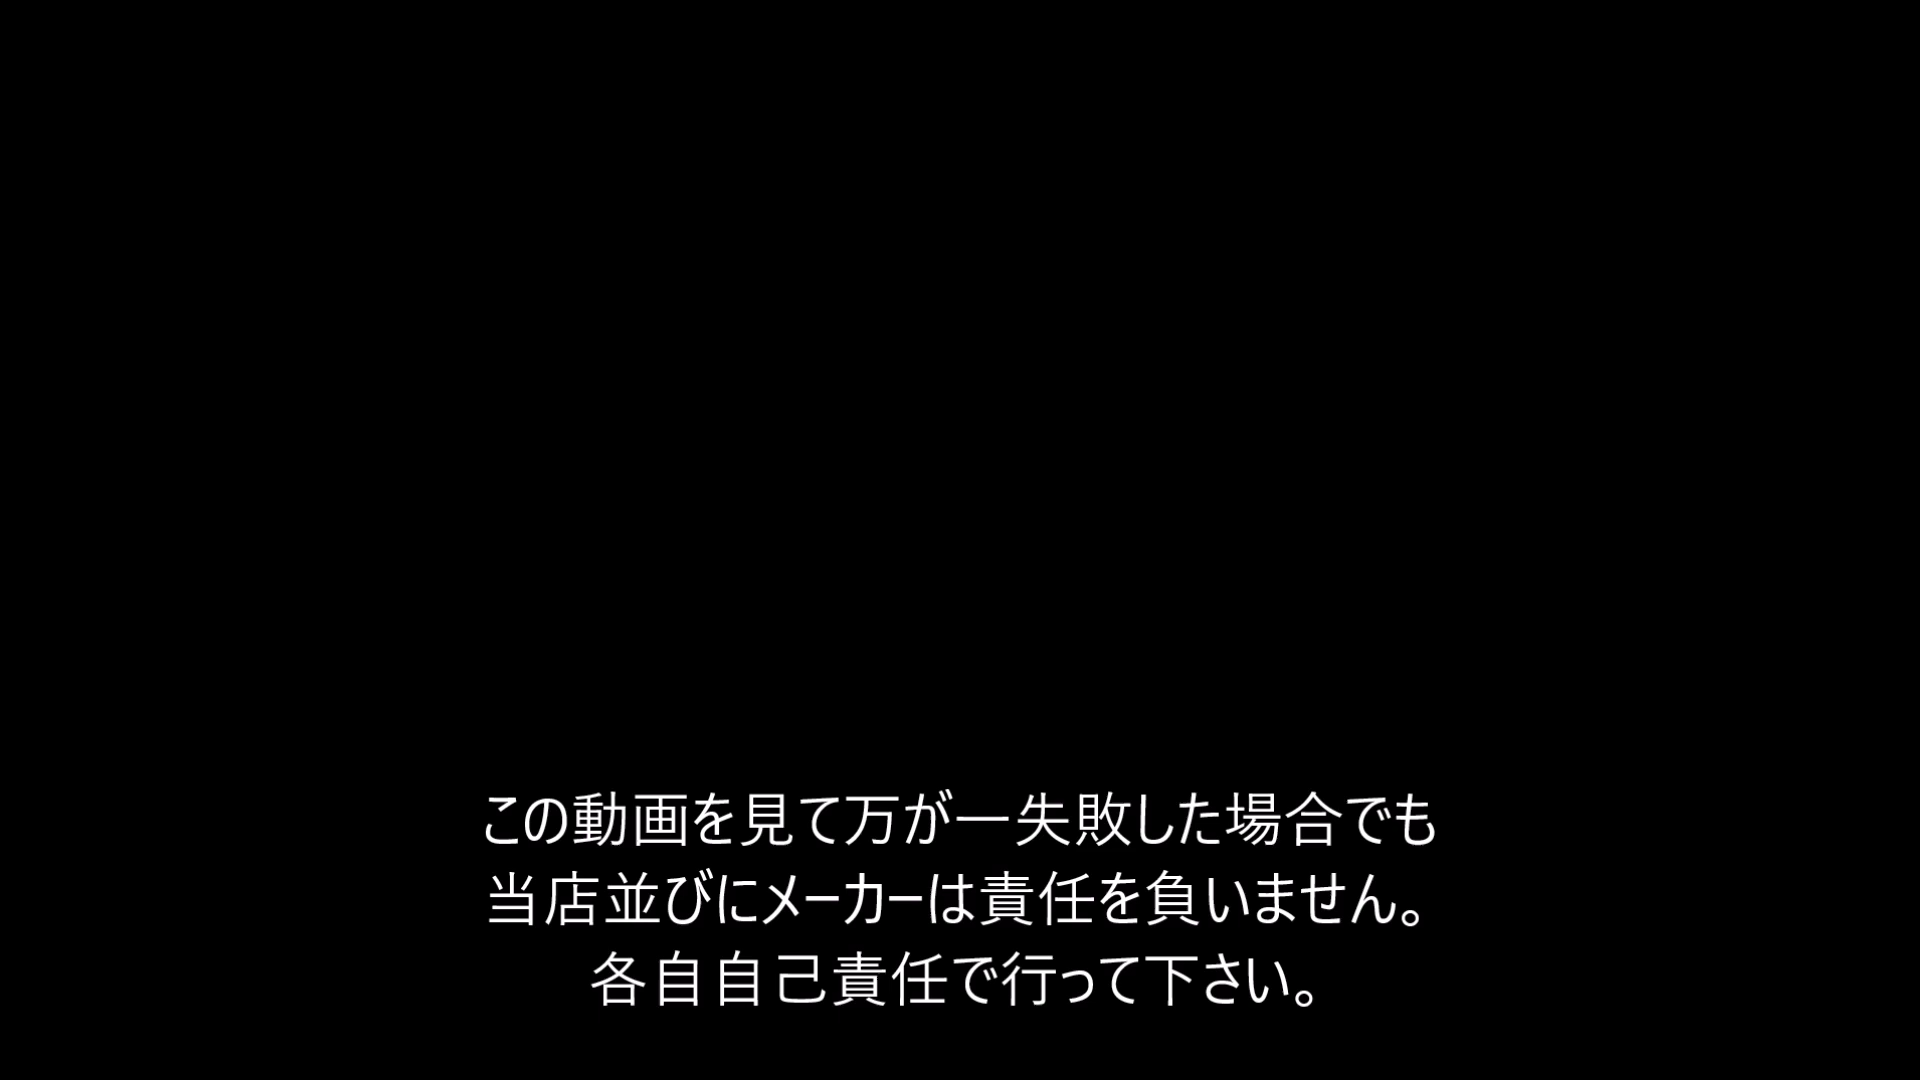 この動画を見て万が一失敗した場合でも
当店並びにメーカーは責任を負いません。
各自自己責任で行って下さい。